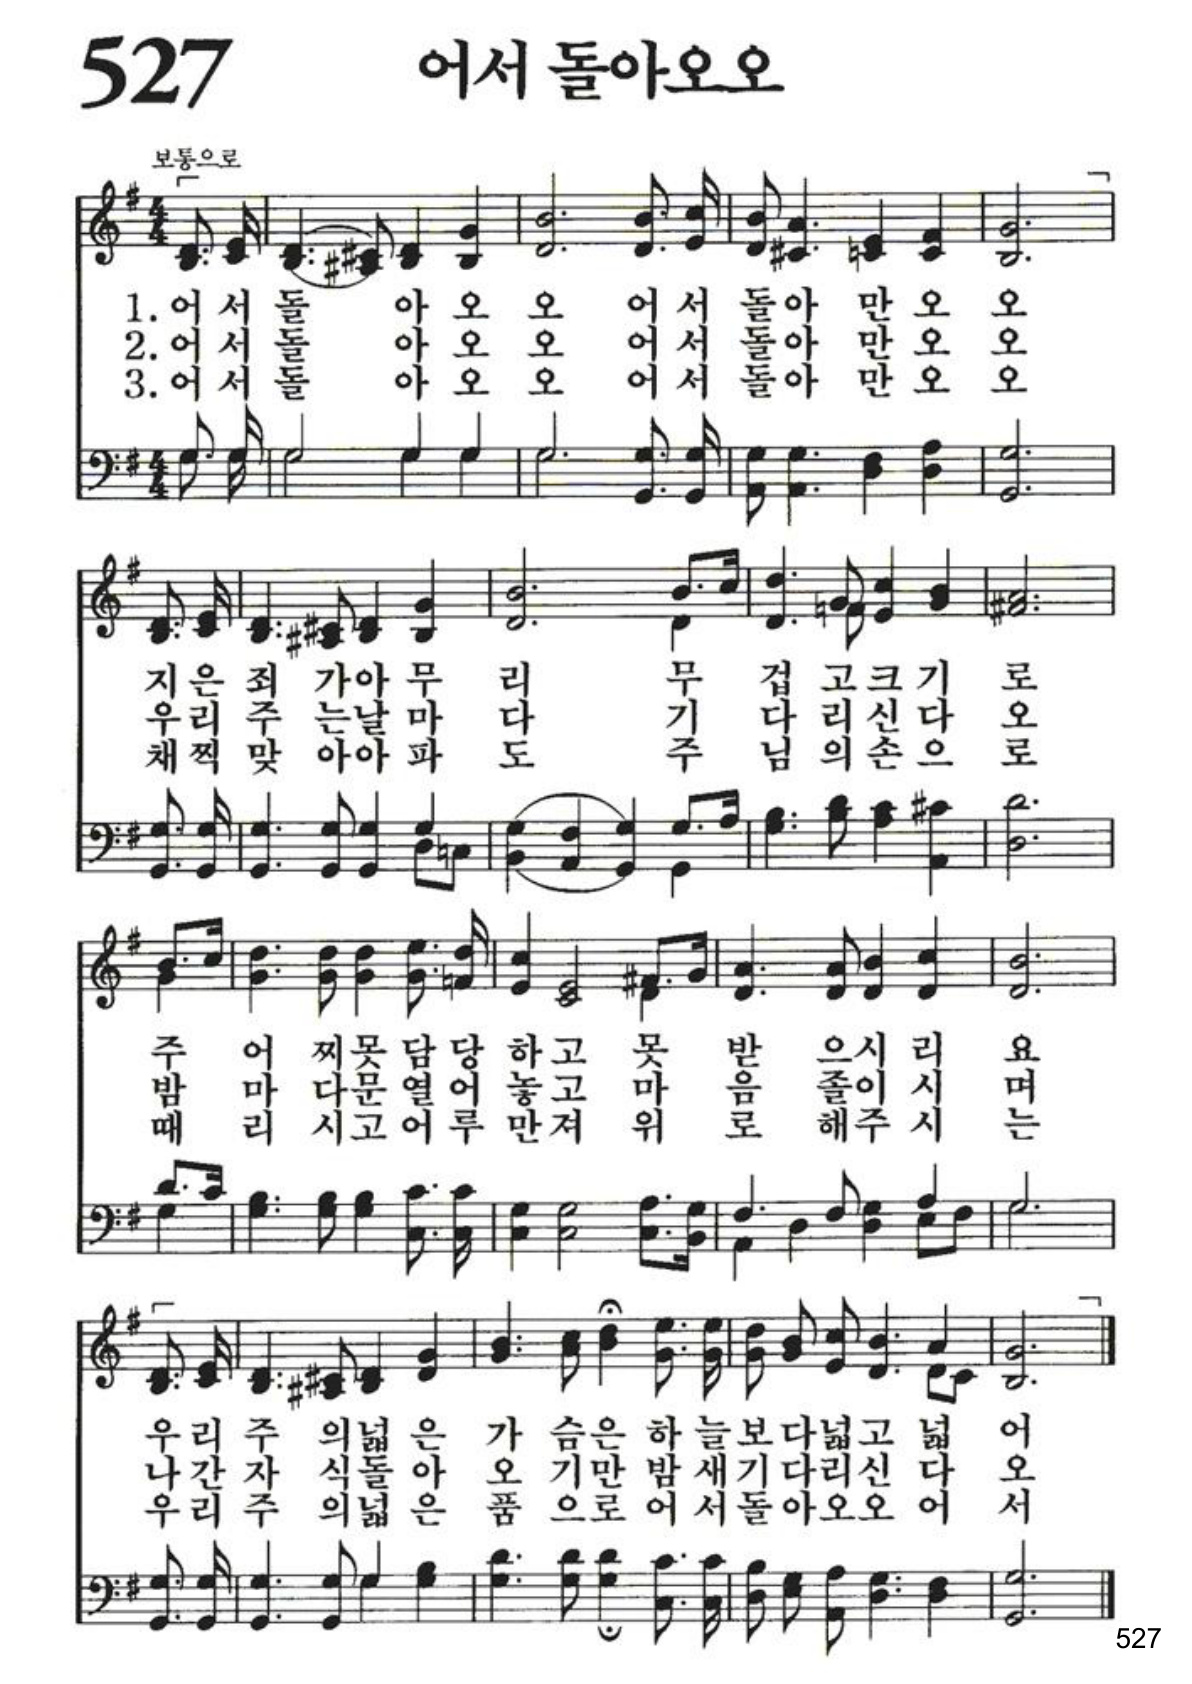 527 어서 돌아오오
보통으로
1. 어 서 돌 아 오 오 어 서 돌 아 만 오 오
2. 어 서 돌 아 오 오 어 서 돌 아 만 오 오
3. 어 서 돌 아 오 오 어 서 돌 아 만 오 오
지 은 죄 가 아 무 리 무 겁 고 크 기 로
우 리 주 는 날 마 다 기 다 리 신 다 오
채 찍 맞 아 아 파 도 주 님 의 손 으 로
주 어 찌 못 담 당 하 고 못 받 으 시 리 요
밤 마 다 문 열 어 놓 고 마 음 졸 이 시 며
때 리 시 고 어 루 만 져 위 로 해 주 시 는
우 리 주 의 넓 은 가 슴 은 하 늘 보 다 넓 고 넓 어
나 간 자 식 돌 아 오 기 만 밤 새 기 다 리 신 다 오
우 리 주 의 넓 은 품 으 로 어 서 돌 아 오 오 어 서
527